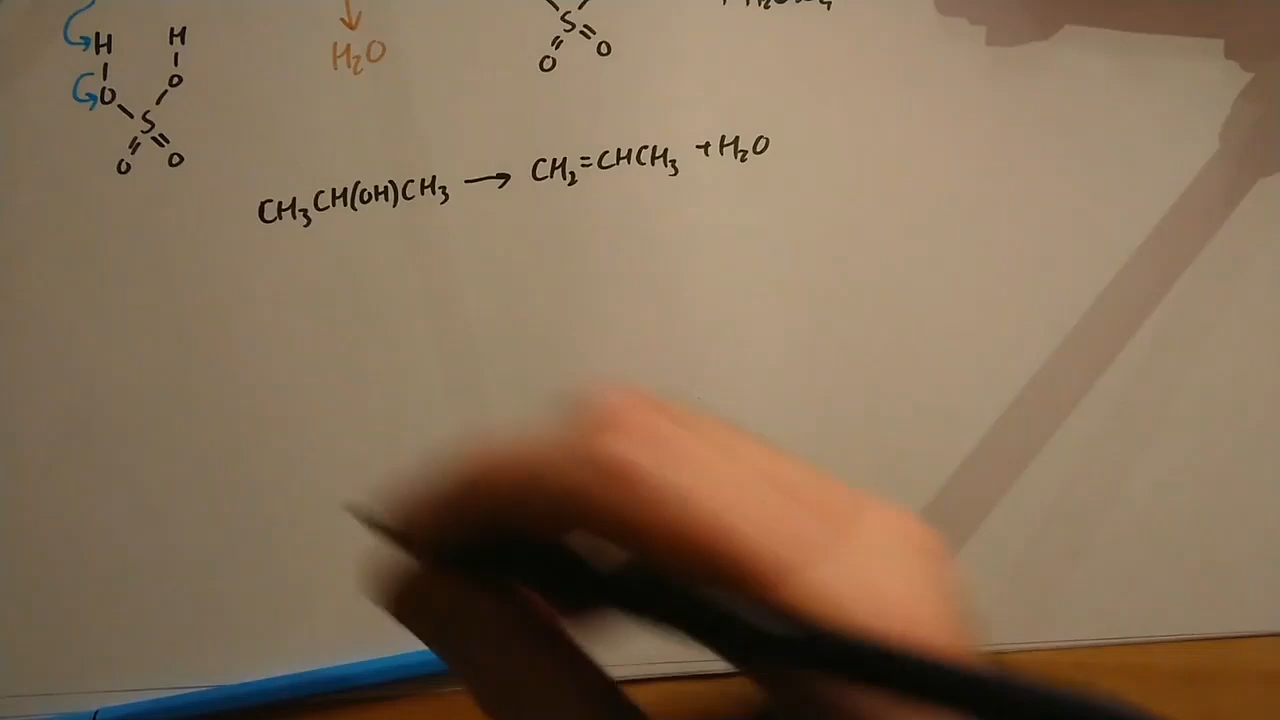 H H
H₂O
O O
S
O O
S
O O
CH₃CH(OH)CH₃ → CH₂=CHCH₃ + H₂O